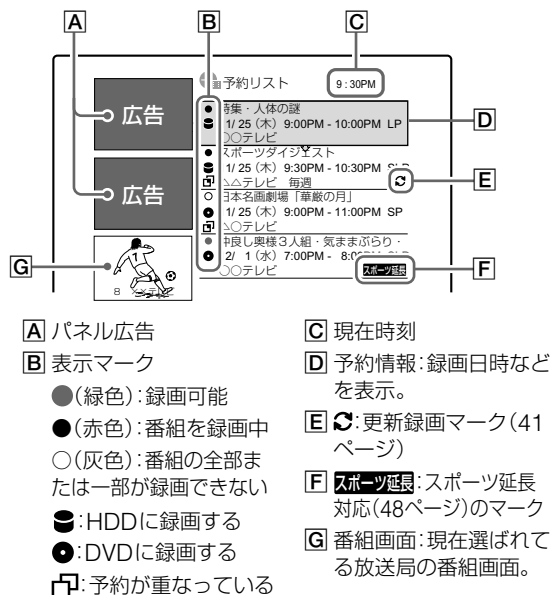 A
B
C
予約リスト
9 : 30PM
広告
特集・人体の謎
1/ 25 (木) 9:00PM - 10:00PM LP
○○テレビ
D
スポーツダイジェスト
1/ 25 (木) 9:30PM - 10:30PM
△△テレビ 毎週
E
広告
日本名画劇場「華厳の月」
1/ 25 (木) 9:00PM - 11:00PM SP
△○テレビ
仲良し奥様３人組・気ままぶらり・
2/ 1 (水) 7:00PM - 8:0
○○テレビ
スポーツ延長
F
G
8 ××テレ
A パネル広告
B 表示マーク
●(緑色):録画可能
●(赤色):番組を録画中
○(灰色):番組の全部ま
たは一部が録画できない
:HDDに録画する
:DVDに録画する
:予約が重なっている
C 現在時刻
D 予約情報:録画日時など
を表示。
E :更新録画マーク(41
ページ)
F スポーツ延長:スポーツ延長
対応(48ページ)のマーク
G 番組画面:現在選ばれて
る放送局の番組画面。